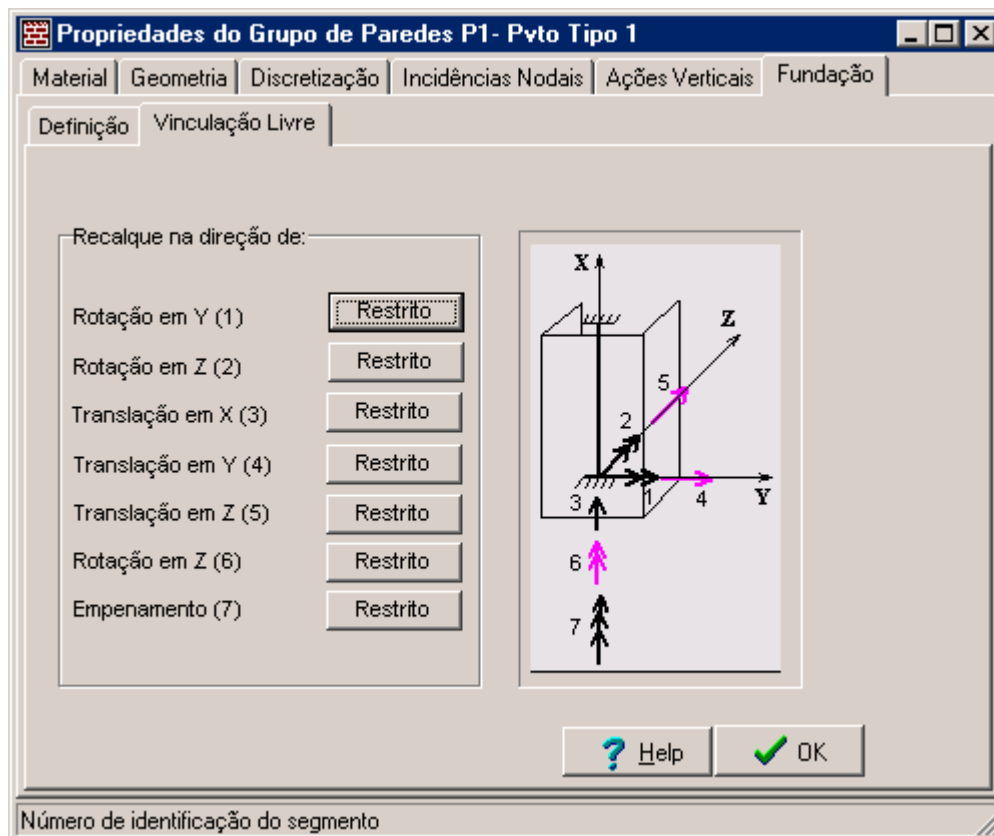 Propriedades do Grupo de Paredes P1- Pvto Tipo 1
Material Geometria Discretização Incidências Nodais Ações Verticais Fundação
Definição Vinculação Livre
Recalque na direção de:
Rotação em Y (1) Restrito
Rotação em Z (2) Restrito
Translação em X (3) Restrito
Translação em Y (4) Restrito
Translação em Z (5) Restrito
Rotação em Z (6) Restrito
Empenamento (7) Restrito
X
Z
5
2
3 1 4 Y
6
7
? Help OK
Número de identificação do segmento